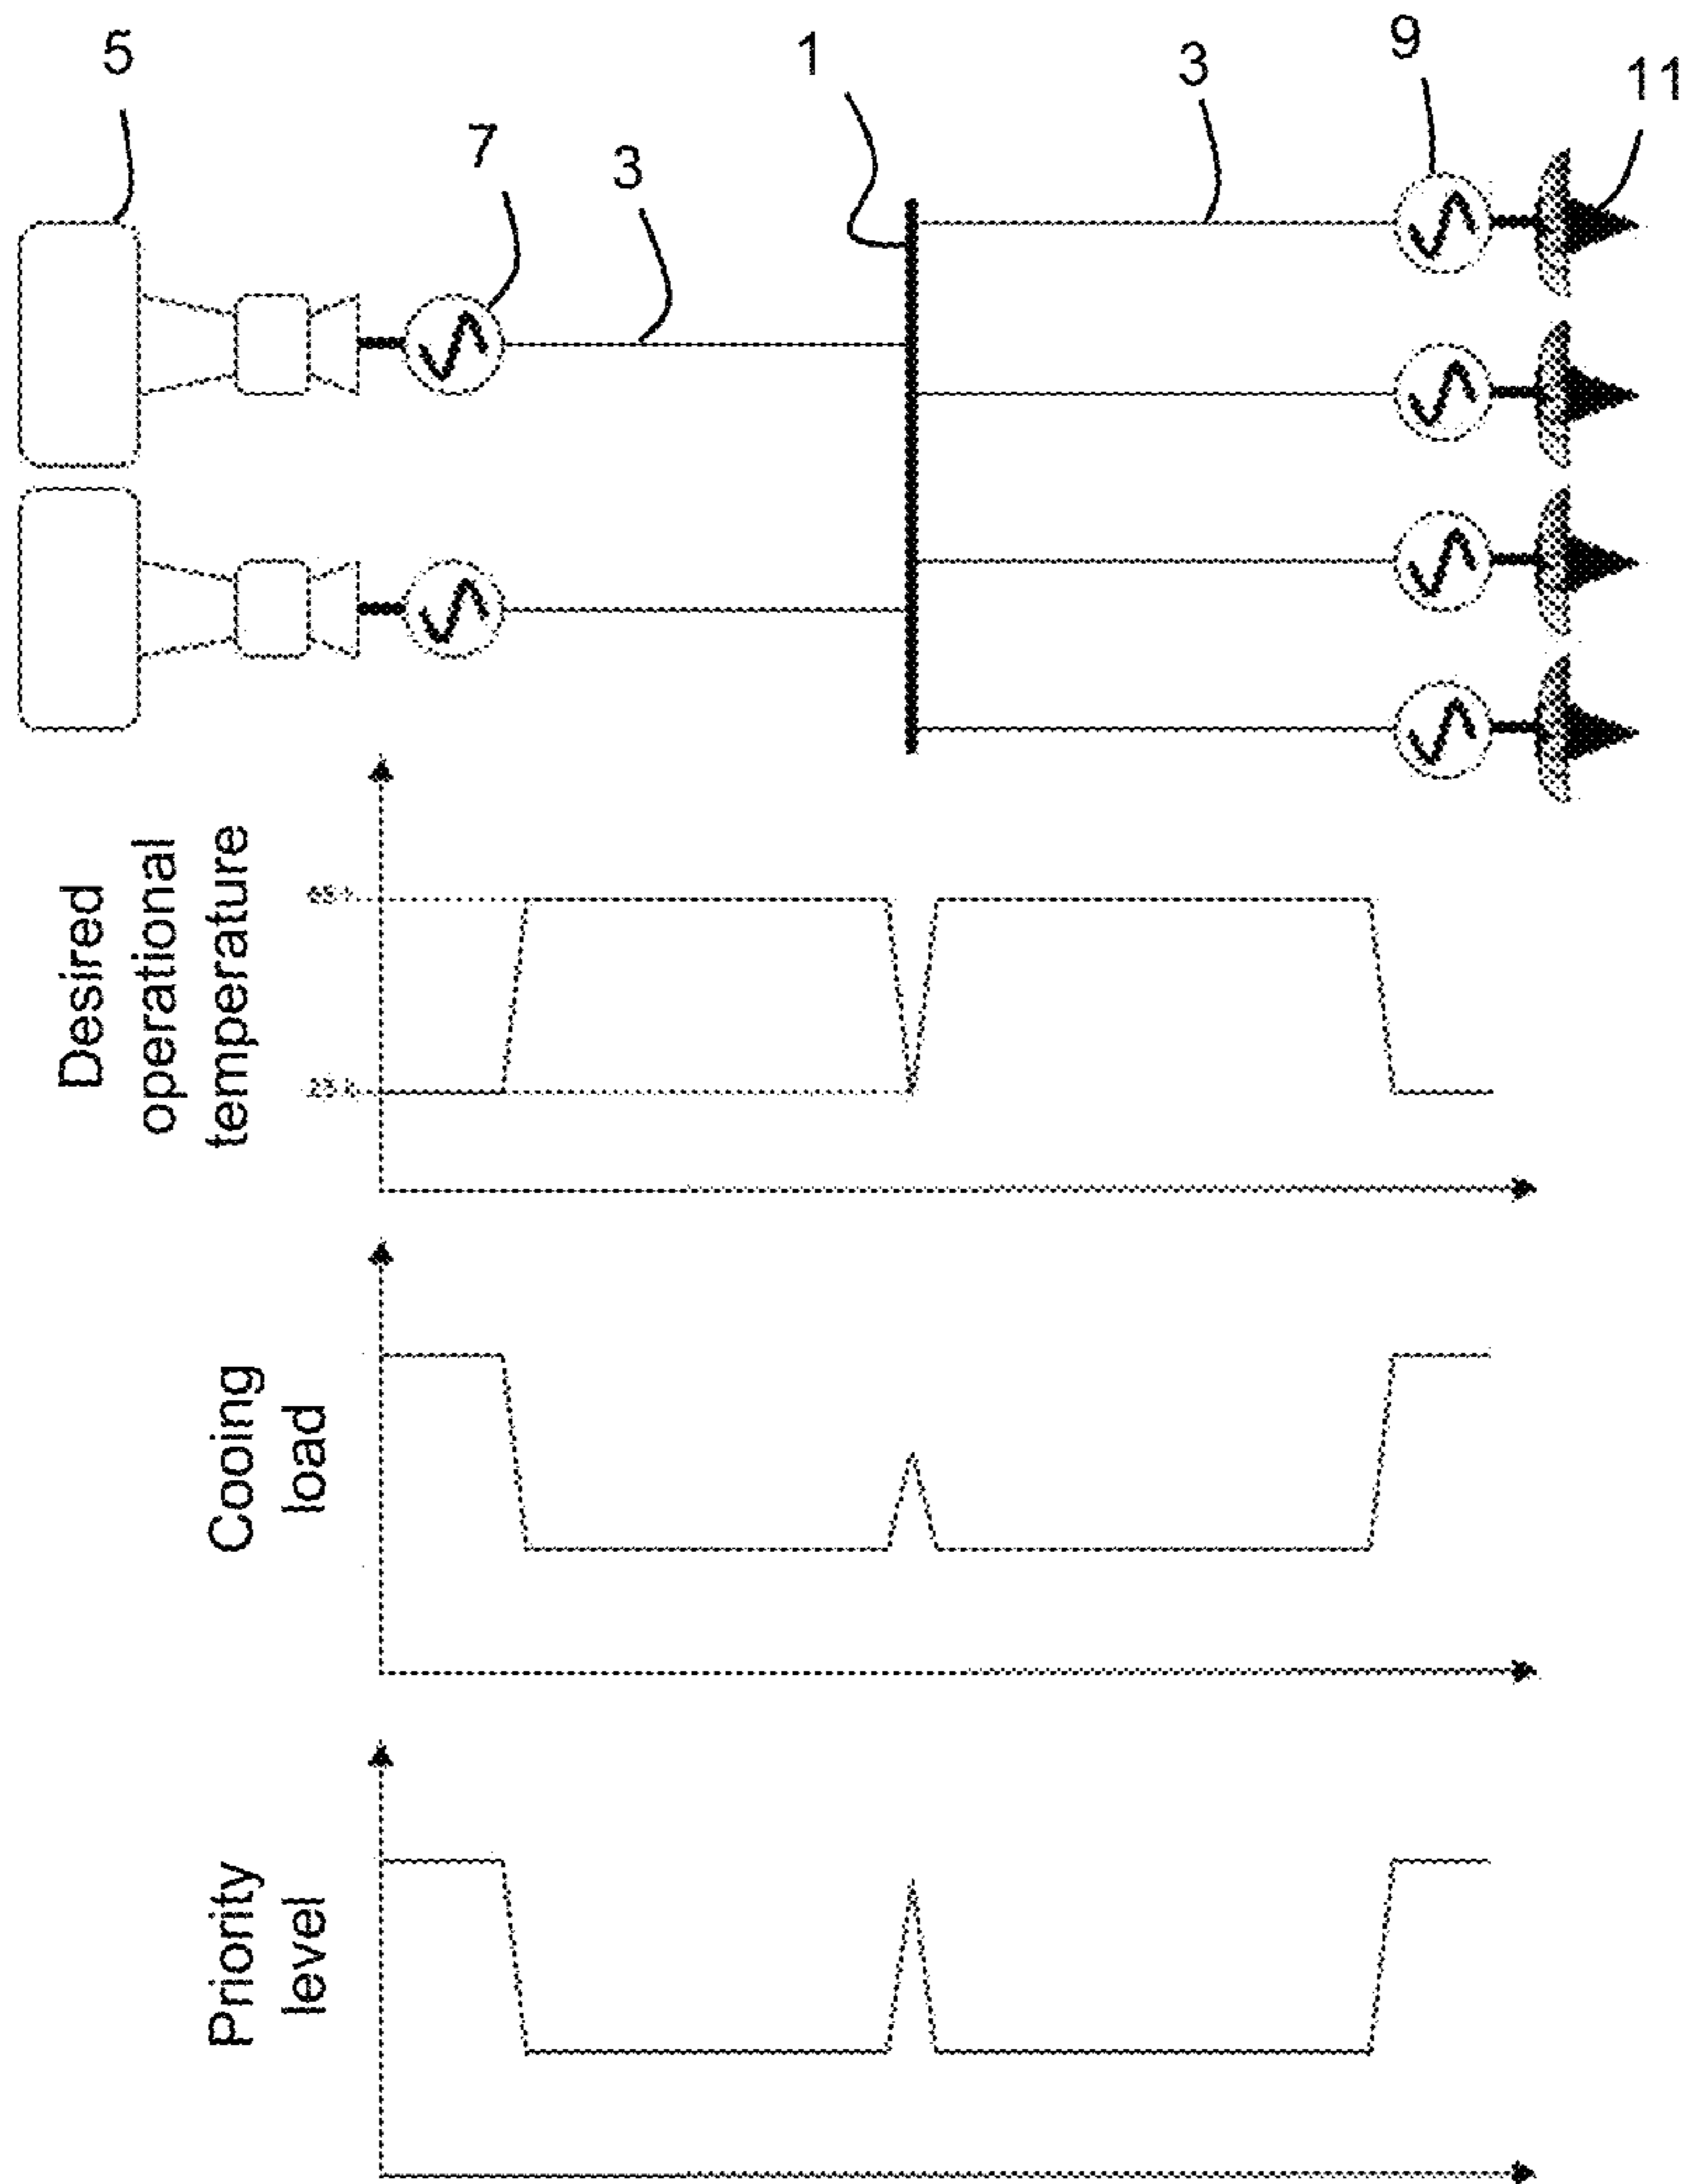 5
1
9
3
11
7
3
Desired
operational
temperature
Cooing
load
Priority
level